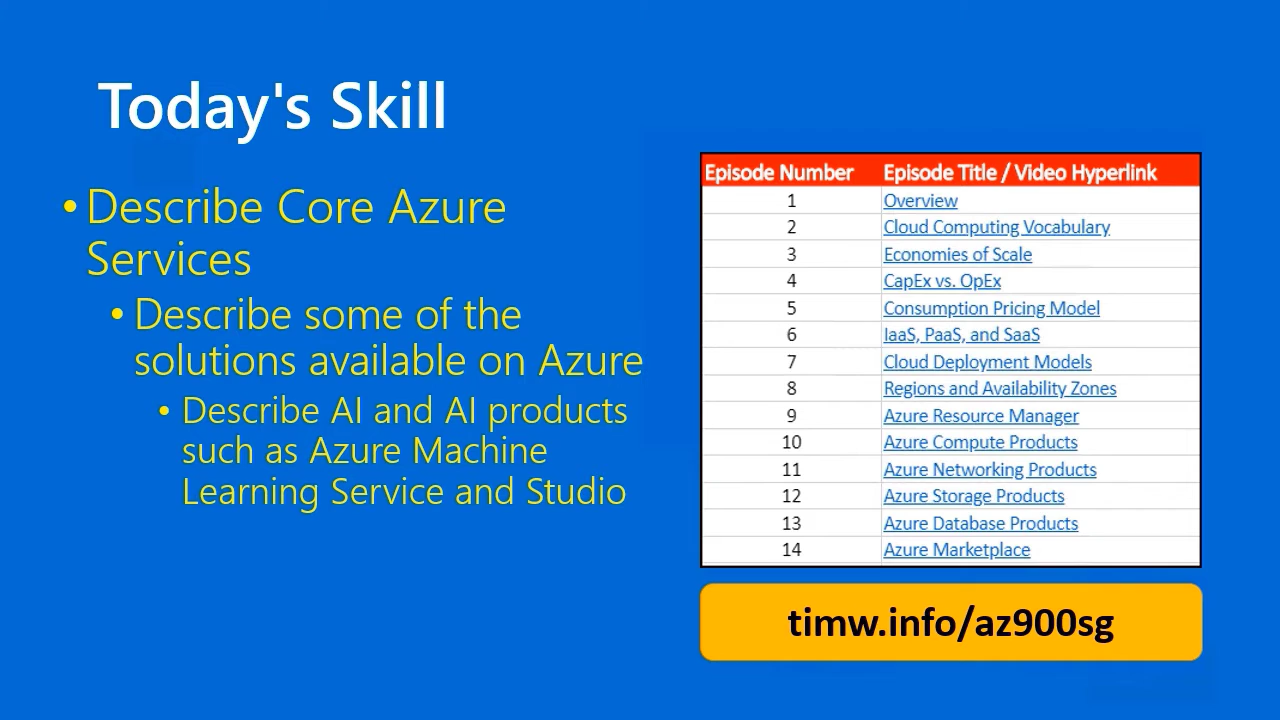 Today's Skill
• Describe Core Azure
Services
• Describe some of the
solutions available on Azure
• Describe AI and AI products
such as Azure Machine
Learning Service and Studio
Episode Number Episode Title / Video Hyperlink
1 Overview
2 Cloud Computing Vocabulary
3 Economies of Scale
4 CapEx vs. OpEx
5 Consumption Pricing Model
6 IaaS, PaaS, and SaaS
7 Cloud Deployment Models
8 Regions and Availability Zones
9 Azure Resource Manager
10 Azure Compute Products
11 Azure Networking Products
12 Azure Storage Products
13 Azure Database Products
14 Azure Marketplace
timw.info/az900sg